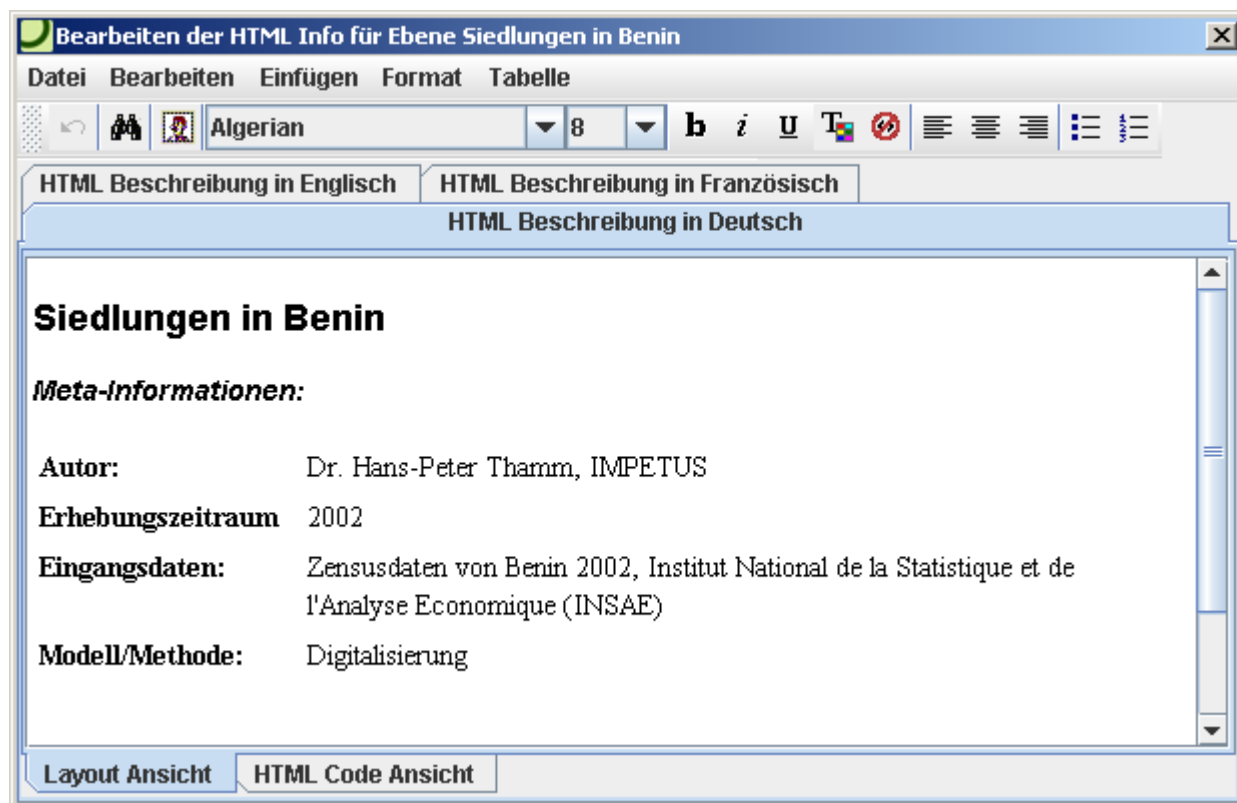 Bearbeiten der HTML Info für Ebene Siedlungen in Benin
Datei Bearbeiten Einfügen Format Tabelle
Algerian 8 b i U
HTML Beschreibung in Englisch HTML Beschreibung in Französisch
HTML Beschreibung in Deutsch
Siedlungen in Benin
Meta-Informationen:
Autor: Dr. Hans-Peter Thamm, IMPETUS
Erhebungszeitraum 2002
Eingangsdaten: Zensusdaten von Benin 2002, Institut National de la Statistique et de
l'Analyse Economique (INSAE)
Modell/Methode: Digitalisierung
Layout Ansicht HTML Code Ansicht